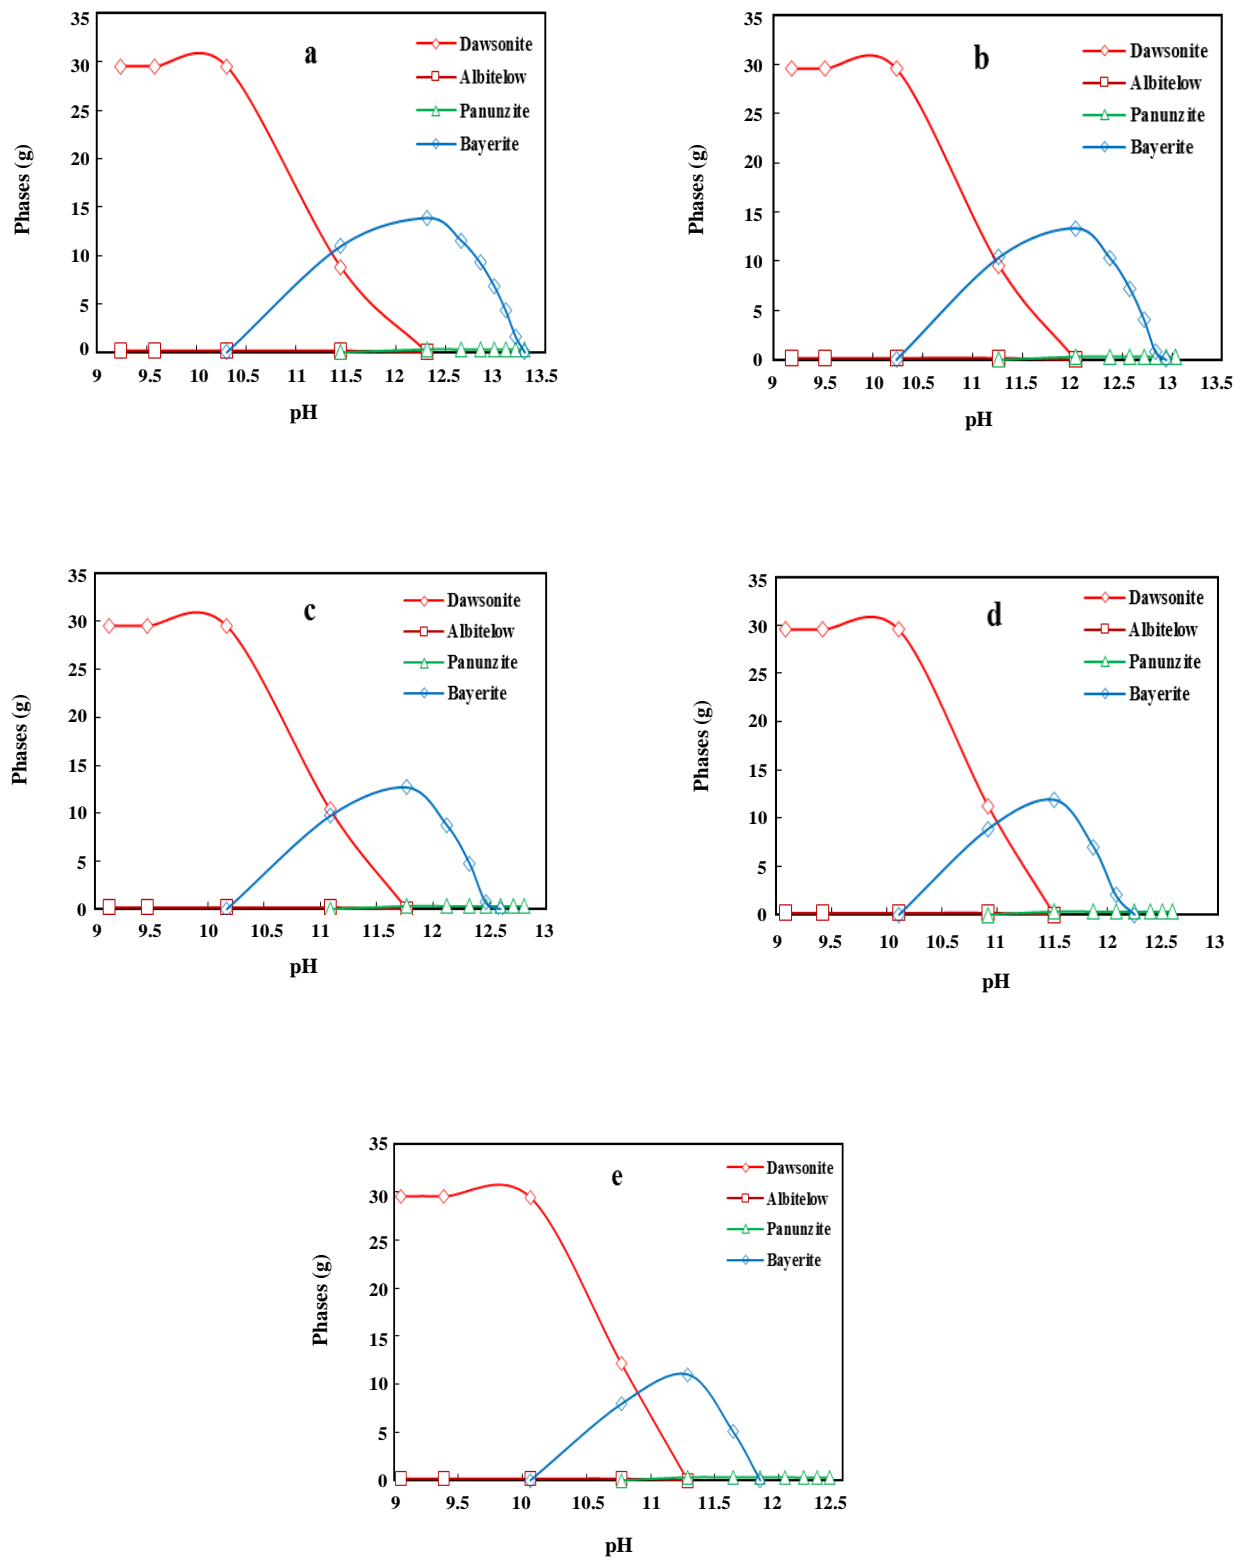 a
Dawsonite
Albitelow
Panunzite
Bayerite
35
30
25
20
15
10
5
0
Phases (g)
9 9.5 10 10.5 11 11.5 12 12.5 13 13.5
pH
b
Dawsonite
Albitelow
Panunzite
Bayerite
35
30
25
20
15
10
5
0
Phases (g)
9 9.5 10 10.5 11 11.5 12 12.5 13 13.5
pH
c
Dawsonite
Albitelow
Panunzite
Bayerite
35
30
25
20
15
10
5
0
Phases (g)
9 9.5 10 10.5 11 11.5 12 12.5 13
pH
d
Dawsonite
Albitelow
Panunzite
Bayerite
35
30
25
20
15
10
5
0
Phases (g)
9 9.5 10 10.5 11 11.5 12 12.5 13
pH
e
Dawsonite
Albitelow
Panunzite
Bayerite
35
30
25
20
15
10
5
0
Phases (g)
9 9.5 10 10.5 11 11.5 12 12.5
pH